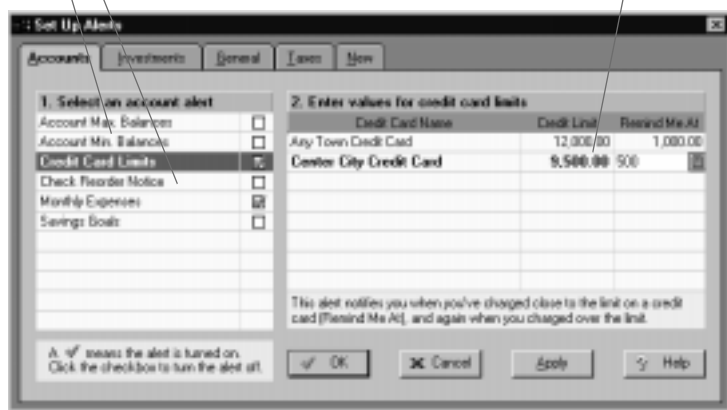 Set Up Alerts
Accounts Investments General Taxes New
1. Select an account alert
Account Max. Balances
Account Min. Balances
Credit Card Limits
Check Reorder Notice
Monthly Expenses
Savings Goals
A ✓ means the alert is turned on.
Click the checkbox to turn the alert off.
2. Enter values for credit card limits
Credit Card Name Credit Limit Remind Me At
Any Town Credit Card 12,000.00 1,000.00
Center City Credit Card 9,500.00 500
This alert notifies you when you've charged close to the limit on a credit
card (Remind Me At), and again when you charged over the limit.
OK Cancel Apply Help